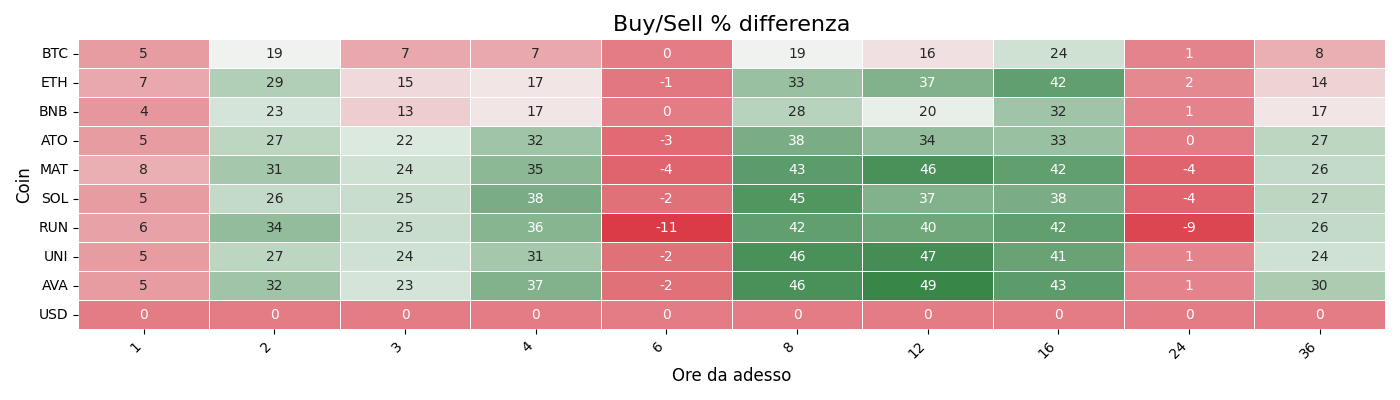 Buy/Sell % differenza
Coin
BTC 5 19 7 7 0 19 16 24 1 8
ETH 7 29 15 17 -1 33 37 42 2 14
BNB 4 23 13 17 0 28 20 32 1 17
ATO 5 27 22 32 -3 38 34 33 0 27
MAT 8 31 24 35 -4 43 46 42 -4 26
SOL 5 26 25 38 -2 45 37 38 -4 27
RUN 6 34 25 36 -11 42 40 42 -9 26
UNI 5 27 24 31 -2 46 47 41 1 24
AVA 5 32 23 37 -2 46 49 43 1 30
USD 0 0 0 0 0 0 0 0 0 0
1 2 3 4 6 8 12 16 24 36
Ore da adesso